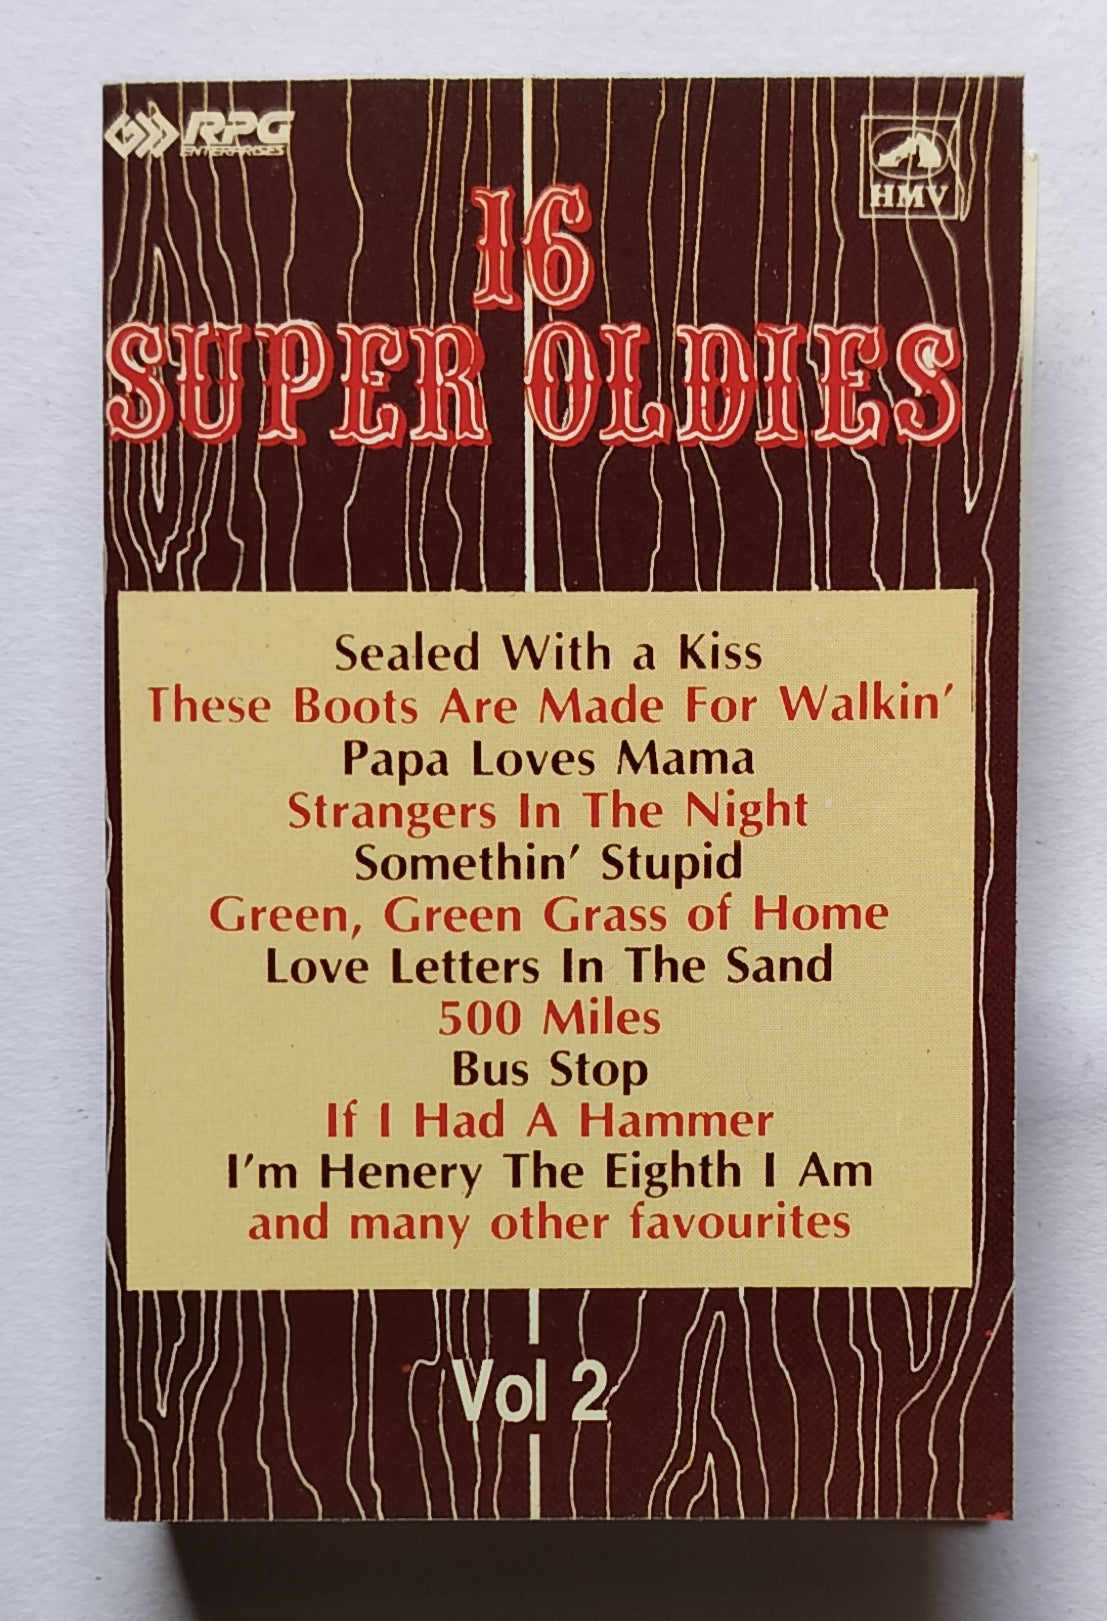 RPG
ENTERPRISES
HMV
16
SUPER OLDIES
Sealed With a Kiss
These Boots Are Made For Walkin'
Papa Loves Mama
Strangers In The Night
Somethin' Stupid
Green, Green Grass of Home
Love Letters In The Sand
500 Miles
Bus Stop
If I Had A Hammer
I'm Henery The Eighth I Am
and many other favourites
Vol 2